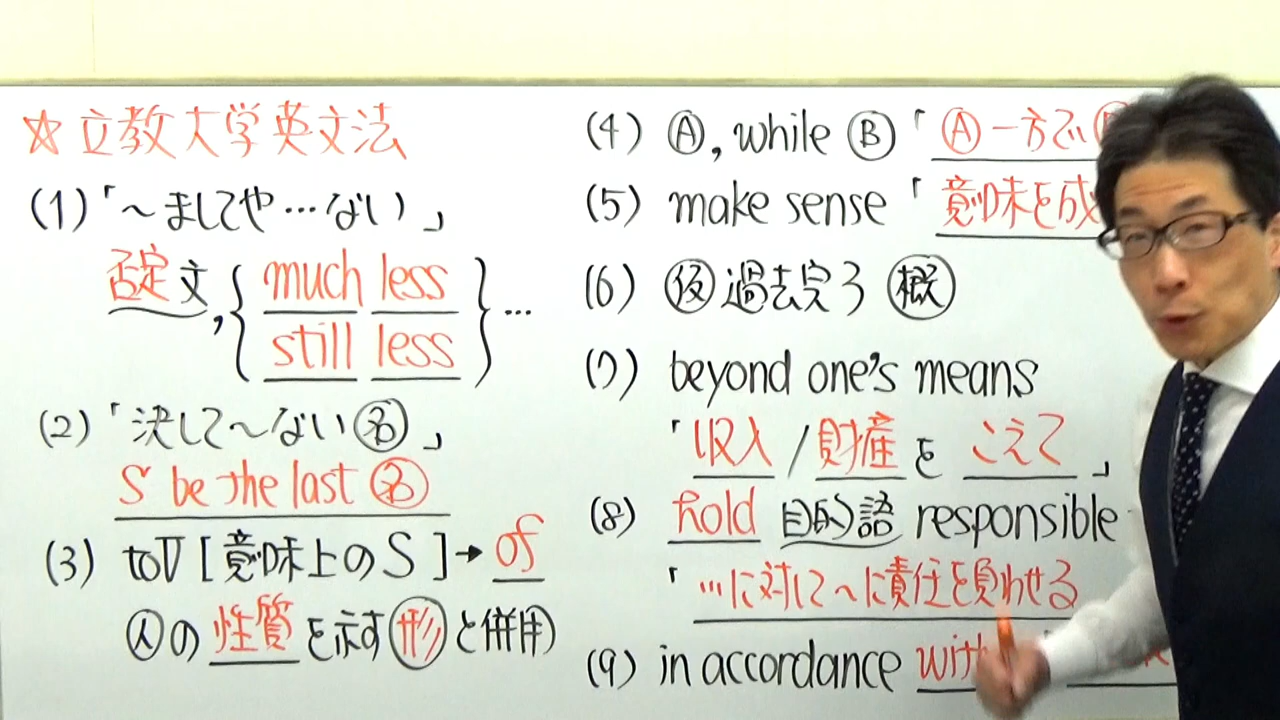 ☆立教大学英文法
(1)「~ましてや…ない」
否定文, { much less
still less } …
(2)「決して~ない名」
S be the last 名
(3) toV [意味上のS] → of
人の性質を示す形と併用
(4) Ⓐ, while Ⓑ「Ⓐ一方で
(5) make sense「意味を成
(6) 仮 過去完了 概
(7) beyond one's means
「収入/財産をこえて」
(8) hold 目的語 responsible
「…に対して~に責任を負わせる
(9) in accordance with